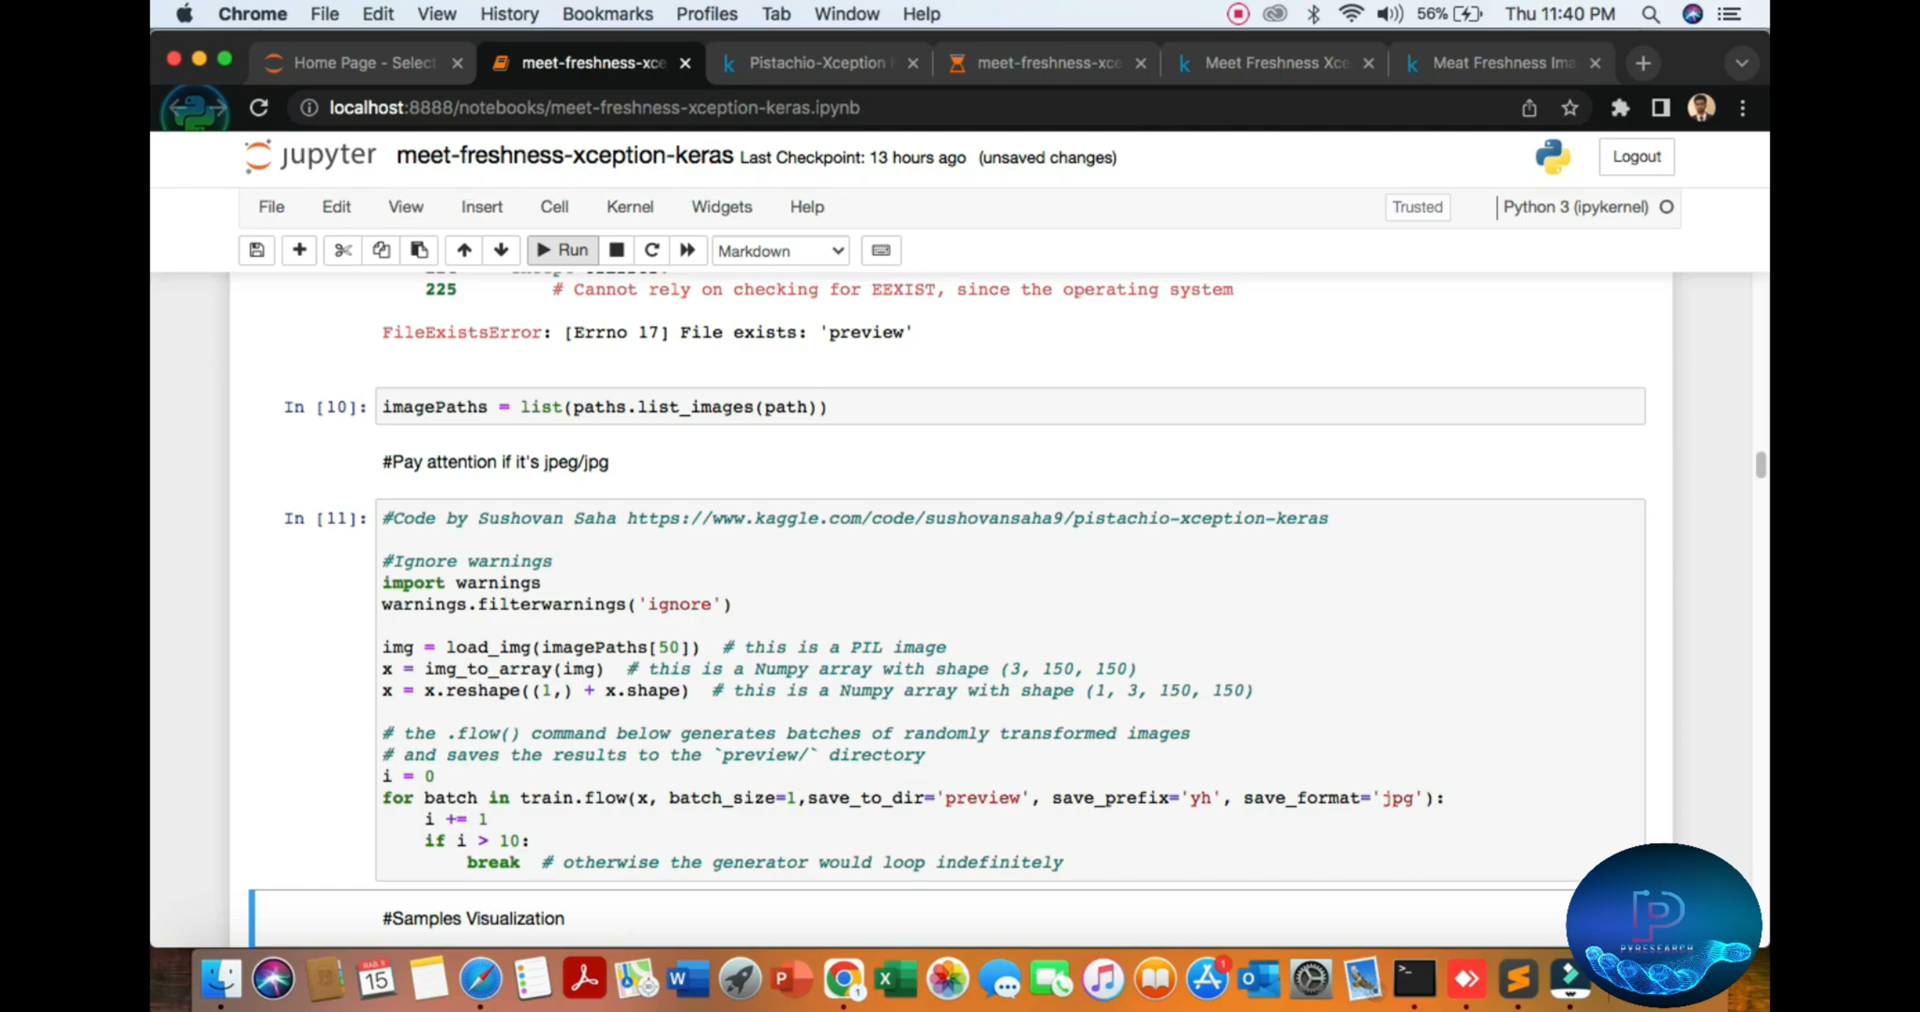 Chrome File Edit View History Bookmarks Profiles Tab Window Help 56% Thu 11:40 PM
Home Page - Select meet-freshness-xce Pistachio-Xception meet-freshness-xce Meet Freshness Xce Meat Freshness Ima
localhost:8888/notebooks/meet-freshness-xception-keras.ipynb
jupyter meet-freshness-xception-keras Last Checkpoint: 13 hours ago (unsaved changes) Logout
File Edit View Insert Cell Kernel Widgets Help Trusted Python 3 (ipykernel)
Run Markdown
225 # Cannot rely on checking for EEXIST, since the operating system
FileExistsError: [Errno 17] File exists: 'preview'
In [10]: imagePaths = list(paths.list_images(path))
#Pay attention if it's jpeg/jpg
In [11]: #Code by Sushovan Saha https://www.kaggle.com/code/sushovansaha9/pistachio-xception-keras
#Ignore warnings
import warnings
warnings.filterwarnings('ignore')
img = load_img(imagePaths[50]) # this is a PIL image
x = img_to_array(img) # this is a Numpy array with shape (3, 150, 150)
x = x.reshape((1,) + x.shape) # this is a Numpy array with shape (1, 3, 150, 150)
# the .flow() command below generates batches of randomly transformed images
# and saves the results to the `preview/` directory
i = 0
for batch in train.flow(x, batch_size=1,save_to_dir='preview', save_prefix='yh', save_format='jpg'):
i += 1
if i > 10:
break # otherwise the generator would loop indefinitely
#Samples Visualization
PYRESEARCH
15
1